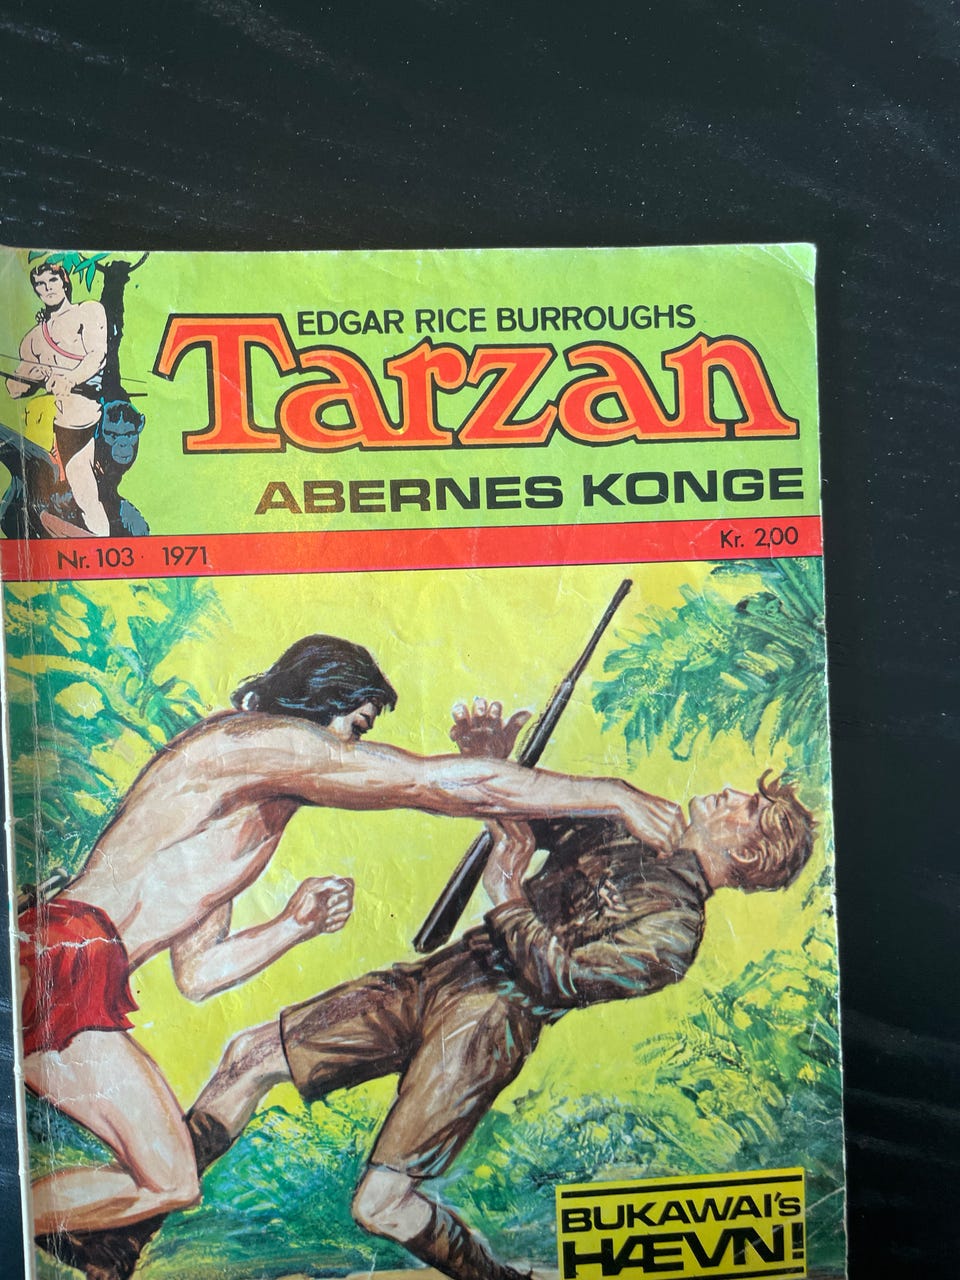 EDGAR RICE BURROUGHS
Tarzan
ABERNES KONGE
Nr. 103 · 1971
Kr. 2,00
BUKAWAI's
HÆVN!